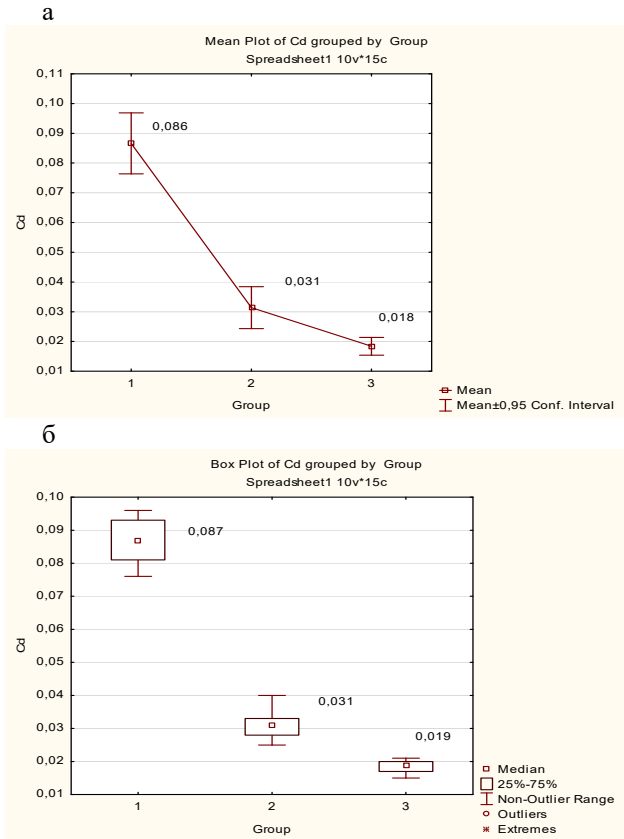 а
Mean Plot of Cd grouped by Group
Spreadsheet1 10v*15c
0,11
0,10
0,09
0,08
0,07
0,06
0,05
0,04
0,03
0,02
0,01
Cd
0,086
0,031
0,018
1 2 3
Group
Mean
Mean±0,95 Conf. Interval
б
Box Plot of Cd grouped by Group
Spreadsheet1 10v*15c
0,10
0,09
0,08
0,07
0,06
0,05
0,04
0,03
0,02
0,01
Cd
0,087
0,031
0,019
1 2 3
Group
Median
25%-75%
Non-Outlier Range
Outliers
Extremes